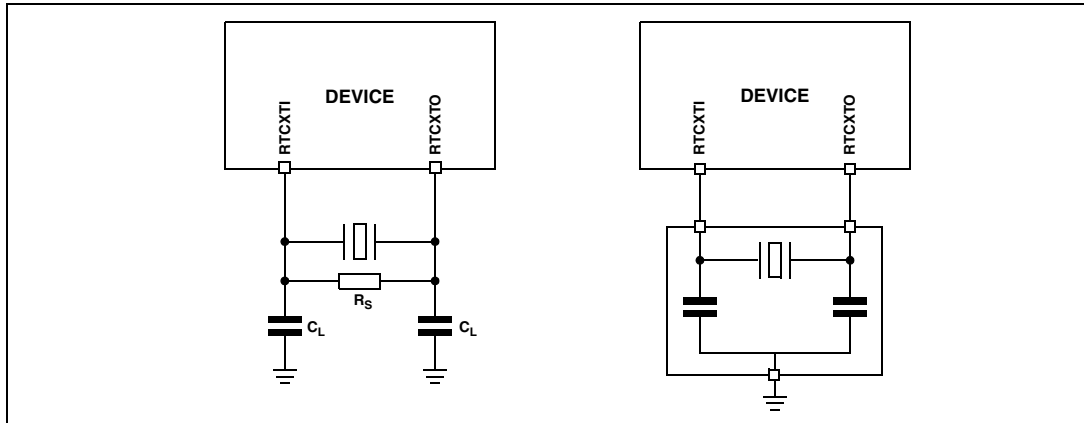 DEVICE
RTCXTI
RTCXTO
R_S
C_L
C_L
DEVICE
RTCXTI
RTCXTO